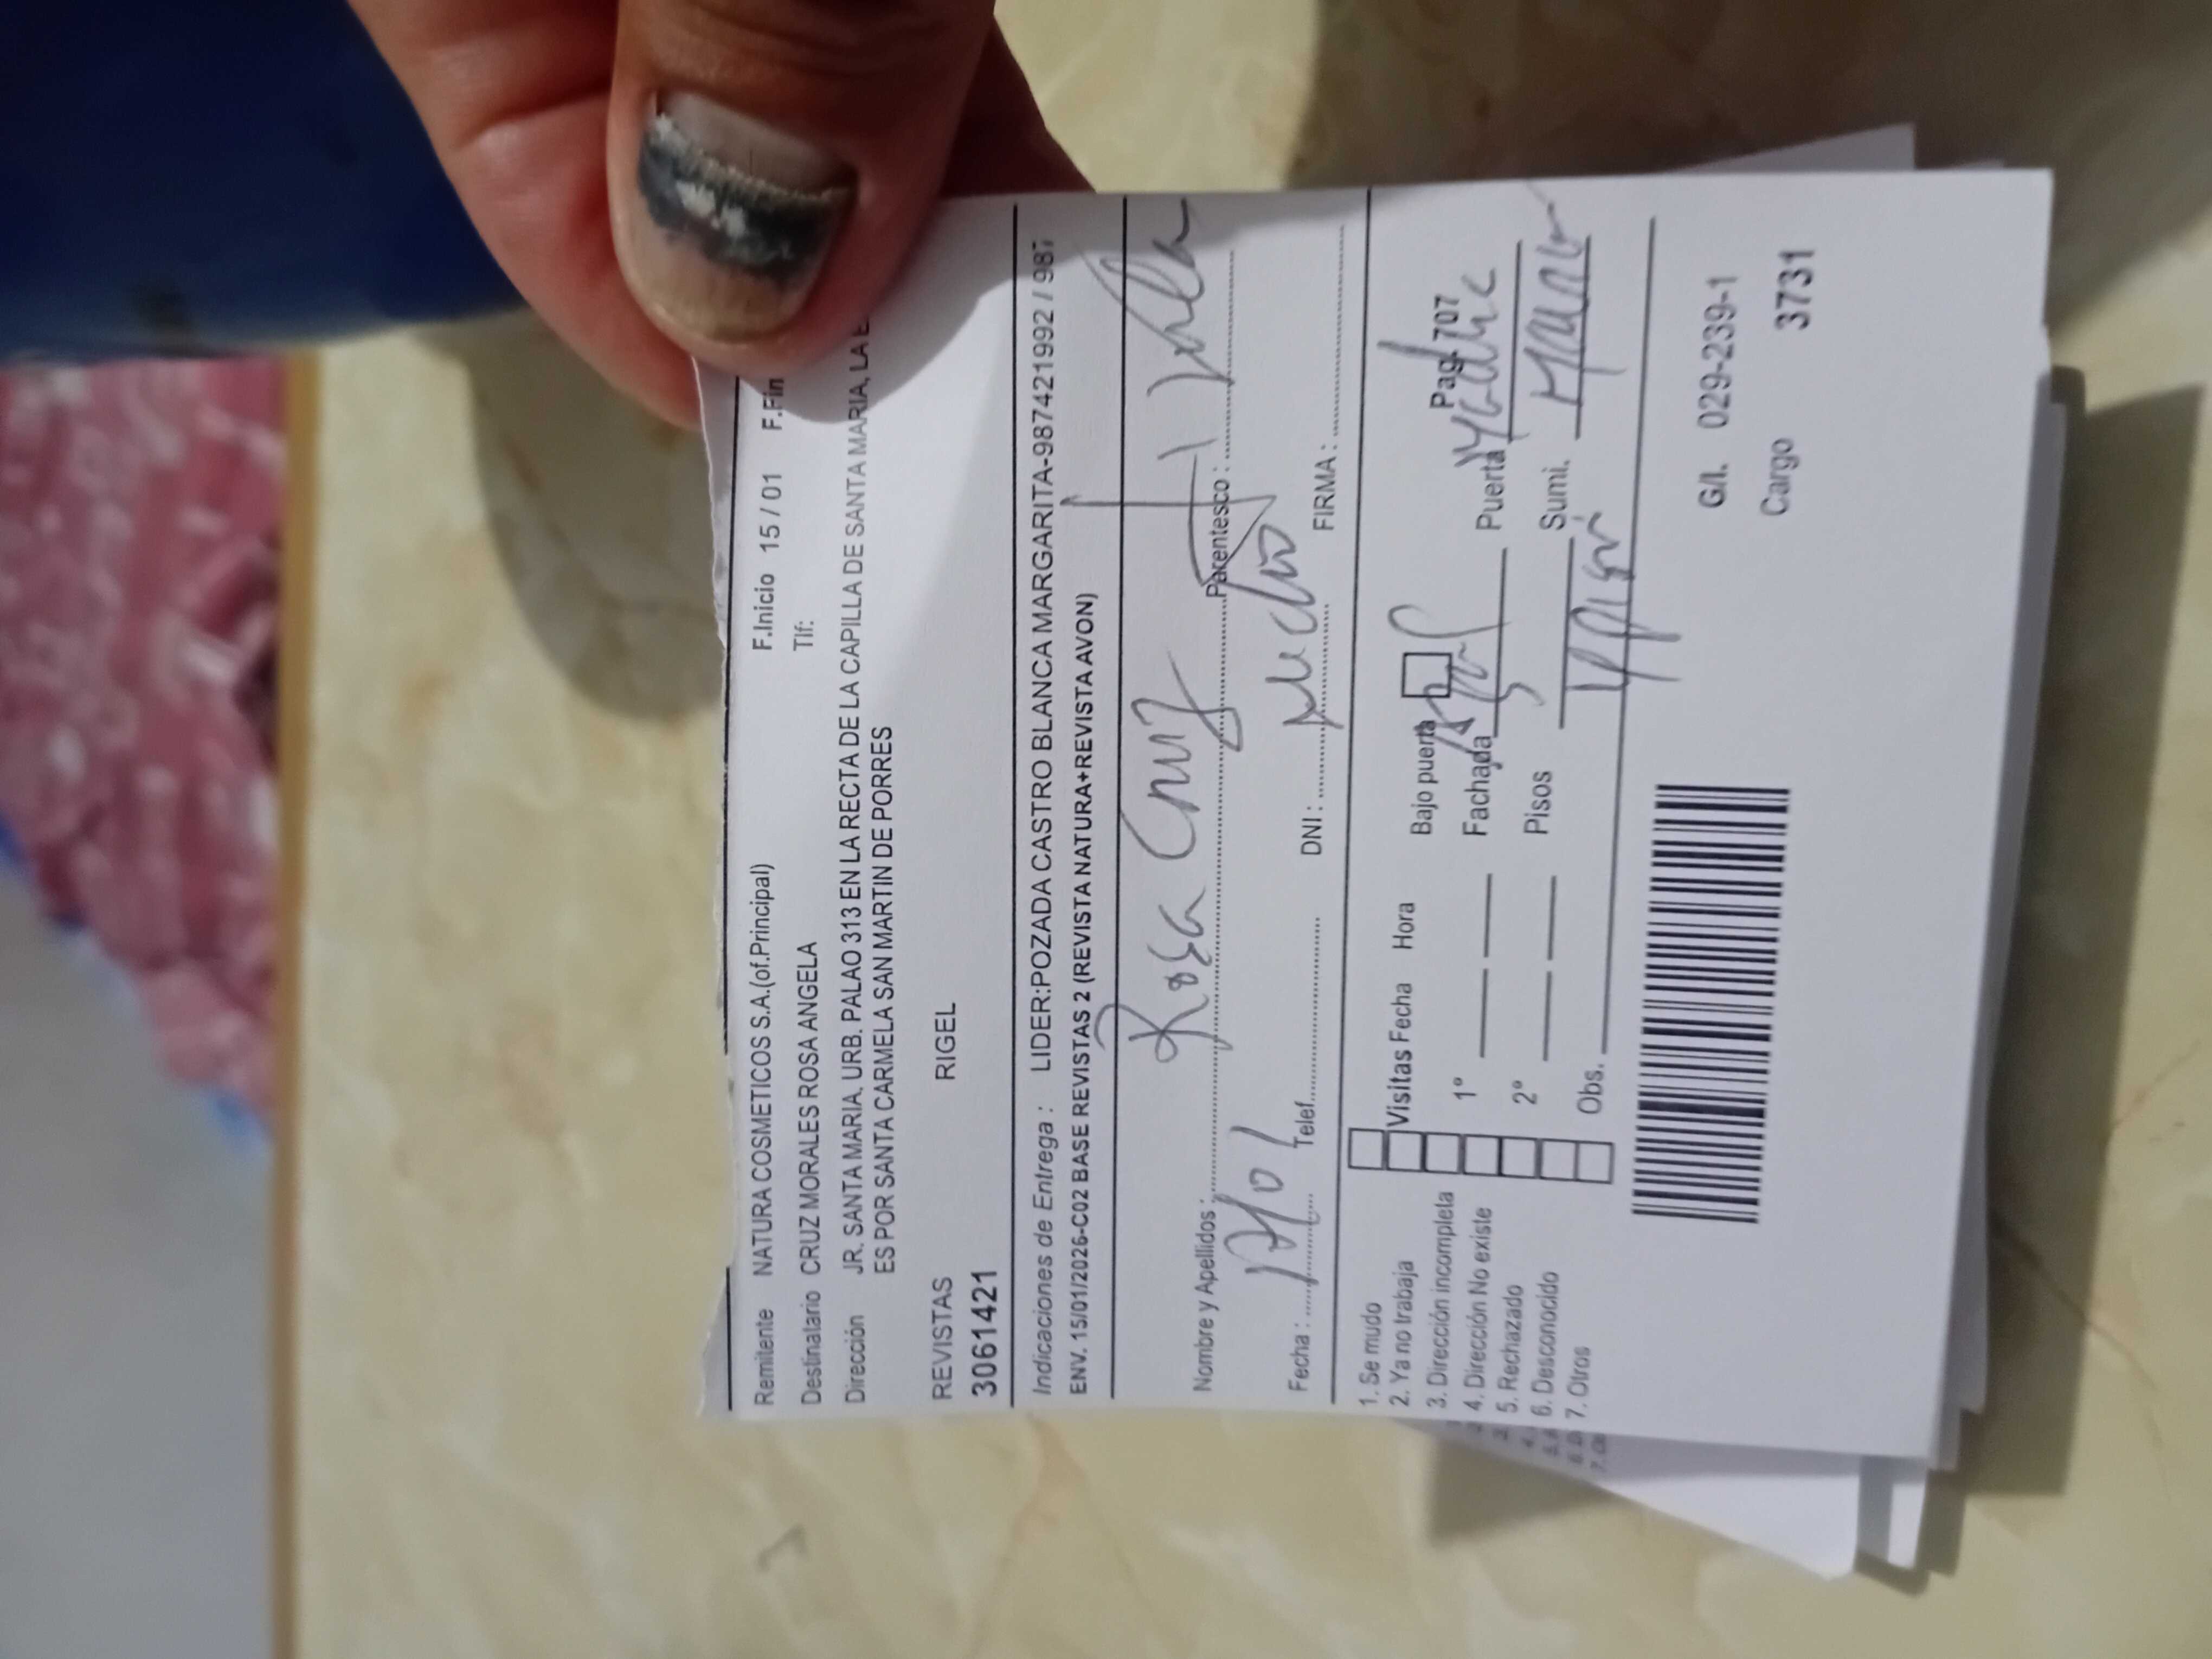 F.Inicio 15 / 01 F.Fin
Remitente NATURA COSMETICOS S.A.(of.Principal)
Tlf:
Destinatario CRUZ MORALES ROSA ANGELA
Dirección JR. SANTA MARIA. URB. PALAO 313 EN LA RECTA DE LA CAPILLA DE SANTA MARIA, LA E
ES POR SANTA CARMELA SAN MARTIN DE PORRES
REVISTAS RIGEL
3061421
Indicaciones de Entrega : LIDER:POZADA CASTRO BLANCA MARGARITA-987421992 / 987
ENV. 15/01/2026-C02 BASE REVISTAS 2 (REVISTA NATURA+REVISTA AVON)
Nombre y Apellidos : Rosa Cruz Parentesco :
Fecha : Telef. DNI : FIRMA :
1. Se mudo
2. Ya no trabaja
3. Dirección incompleta
4. Dirección No existe
5. Rechazado
6. Desconocido
7. Otros
Visitas Fecha Hora Bajo puerta Pag. 707
1° Fachada Puerta
2° Pisos Sumi.
Obs.
G/I. 029-239-1
Cargo 3731